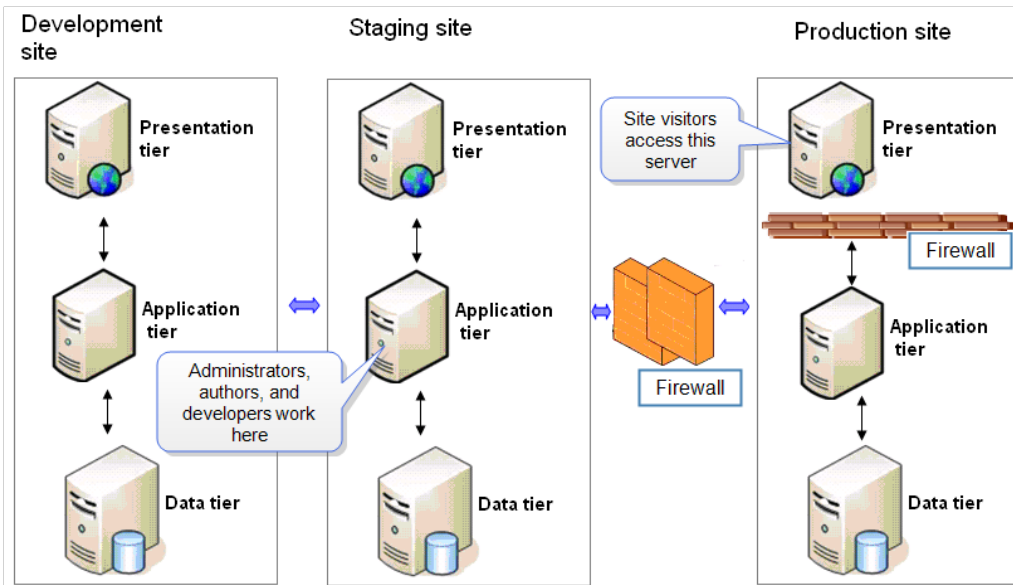 Development
site
Staging site
Production site
Presentation
tier
Presentation
tier
Site visitors
access this
server
Presentation
tier
Firewall
Application
tier
Application
tier
Application
tier
Administrators,
authors, and
developers work
here
Firewall
Data tier
Data tier
Data tier